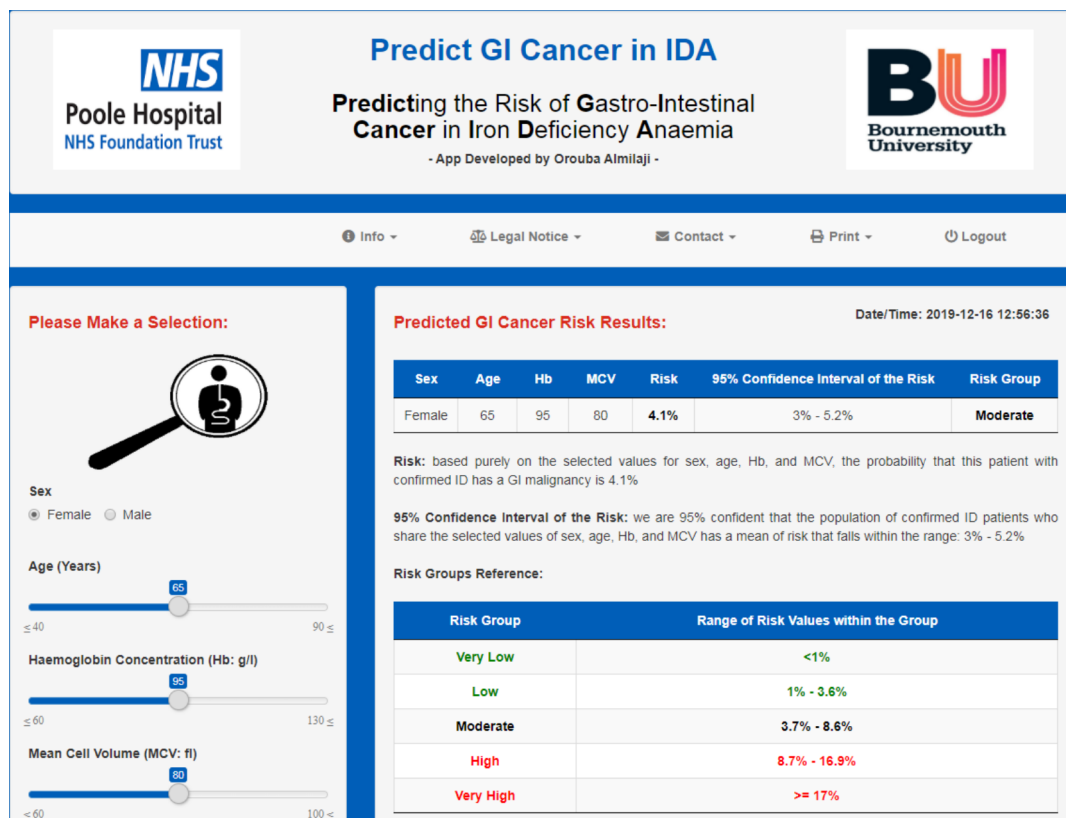 NHS
Poole Hospital
NHS Foundation Trust
Predict GI Cancer in IDA
Predicting the Risk of Gastro-Intestinal
Cancer in Iron Deficiency Anaemia
- App Developed by Orouba Almilaji -
BU
Bournemouth
University
Info
Legal Notice
Contact
Print
Logout
Please Make a Selection:
Sex
Female Male
Age (Years)
65
≤ 40 90 ≤
Haemoglobin Concentration (Hb: g/l)
95
≤ 60 130 ≤
Mean Cell Volume (MCV: fl)
80
≤ 60 100 ≤
Predicted GI Cancer Risk Results:
Date/Time: 2019-12-16 12:56:36
Sex Age Hb MCV Risk 95% Confidence Interval of the Risk Risk Group
Female 65 95 80 4.1% 3% - 5.2% Moderate
Risk: based purely on the selected values for sex, age, Hb, and MCV, the probability that this patient with
confirmed ID has a GI malignancy is 4.1%
95% Confidence Interval of the Risk: we are 95% confident that the population of confirmed ID patients who
share the selected values of sex, age, Hb, and MCV has a mean of risk that falls within the range: 3% - 5.2%
Risk Groups Reference:
Risk Group Range of Risk Values within the Group
Very Low <1%
Low 1% - 3.6%
Moderate 3.7% - 8.6%
High 8.7% - 16.9%
Very High >= 17%